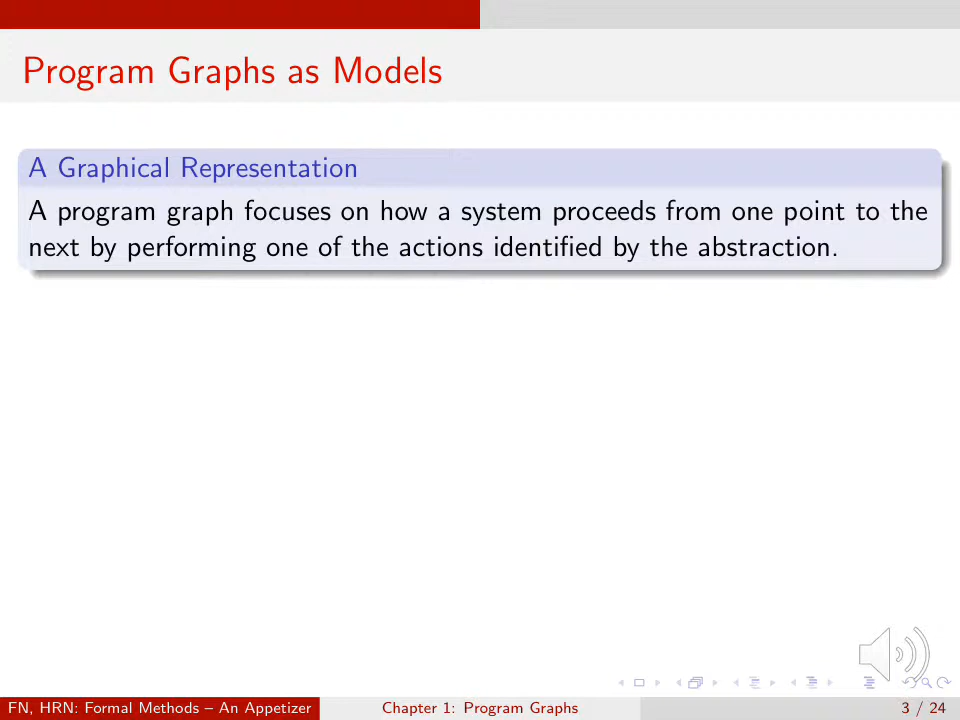 Program Graphs as Models
A Graphical Representation
A program graph focuses on how a system proceeds from one point to the
next by performing one of the actions identified by the abstraction.
FN, HRN: Formal Methods – An Appetizer
Chapter 1: Program Graphs
3 / 24